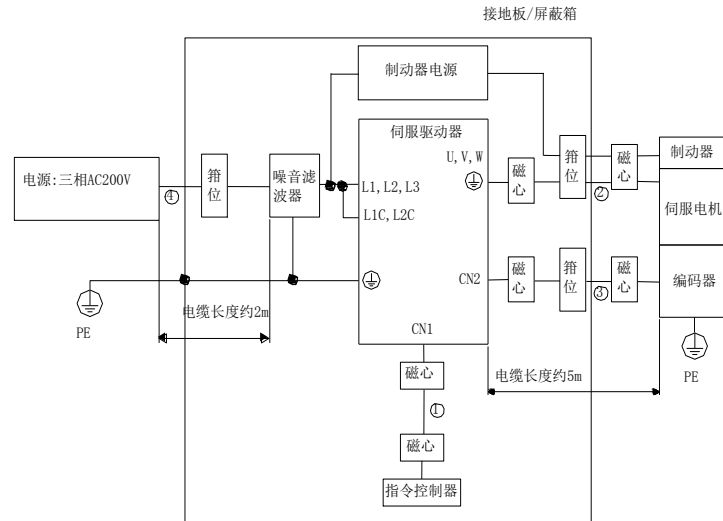 接地板/屏蔽箱
制动器电源
伺服驱动器
U,V,W
电源:三相AC200V
④
箝
位
噪音滤
波器
L1,L2,L3
L1C,L2C
磁
心
箝
位
②
磁
心
制动器
伺服电机
CN2
磁
心
箝
位
③
磁
心
编码器
PE
电缆长度约2m
CN1
磁心
①
磁心
指令控制器
电缆长度约5m
PE